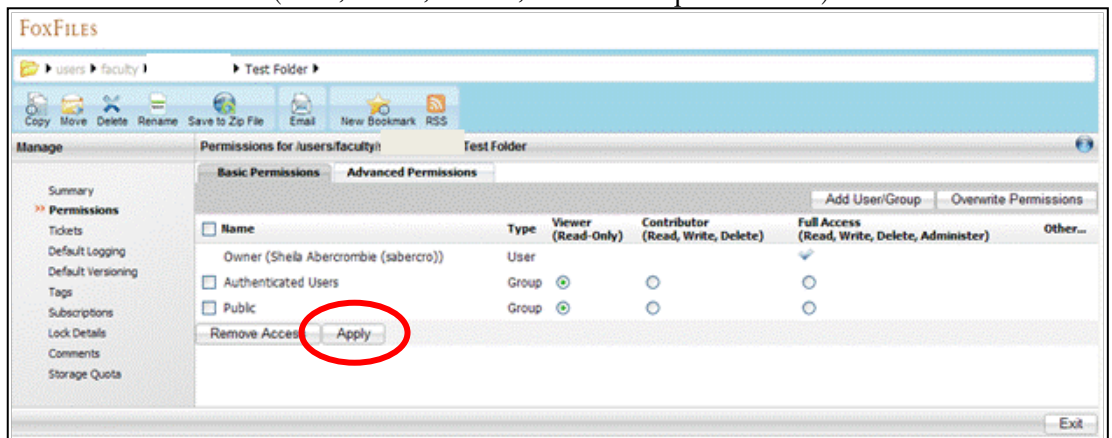 FOXFILES
users faculty Test Folder
Copy Move Delete Rename Save to Zip File Email New Bookmark RSS
Manage
Permissions for /users/faculty/ Test Folder
Basic Permissions Advanced Permissions
Summary
Permissions
Tickets
Default Logging
Default Versioning
Tags
Subscriptions
Lock Details
Comments
Storage Quota
Add User/Group Overwrite Permissions
Name Type Viewer (Read-Only) Contributor (Read, Write, Delete) Full Access (Read, Write, Delete, Administer) Other...
Owner (Sheila Abercrombie (sabercro)) User
Authenticated Users Group
Public Group
Remove Access Apply
Exit